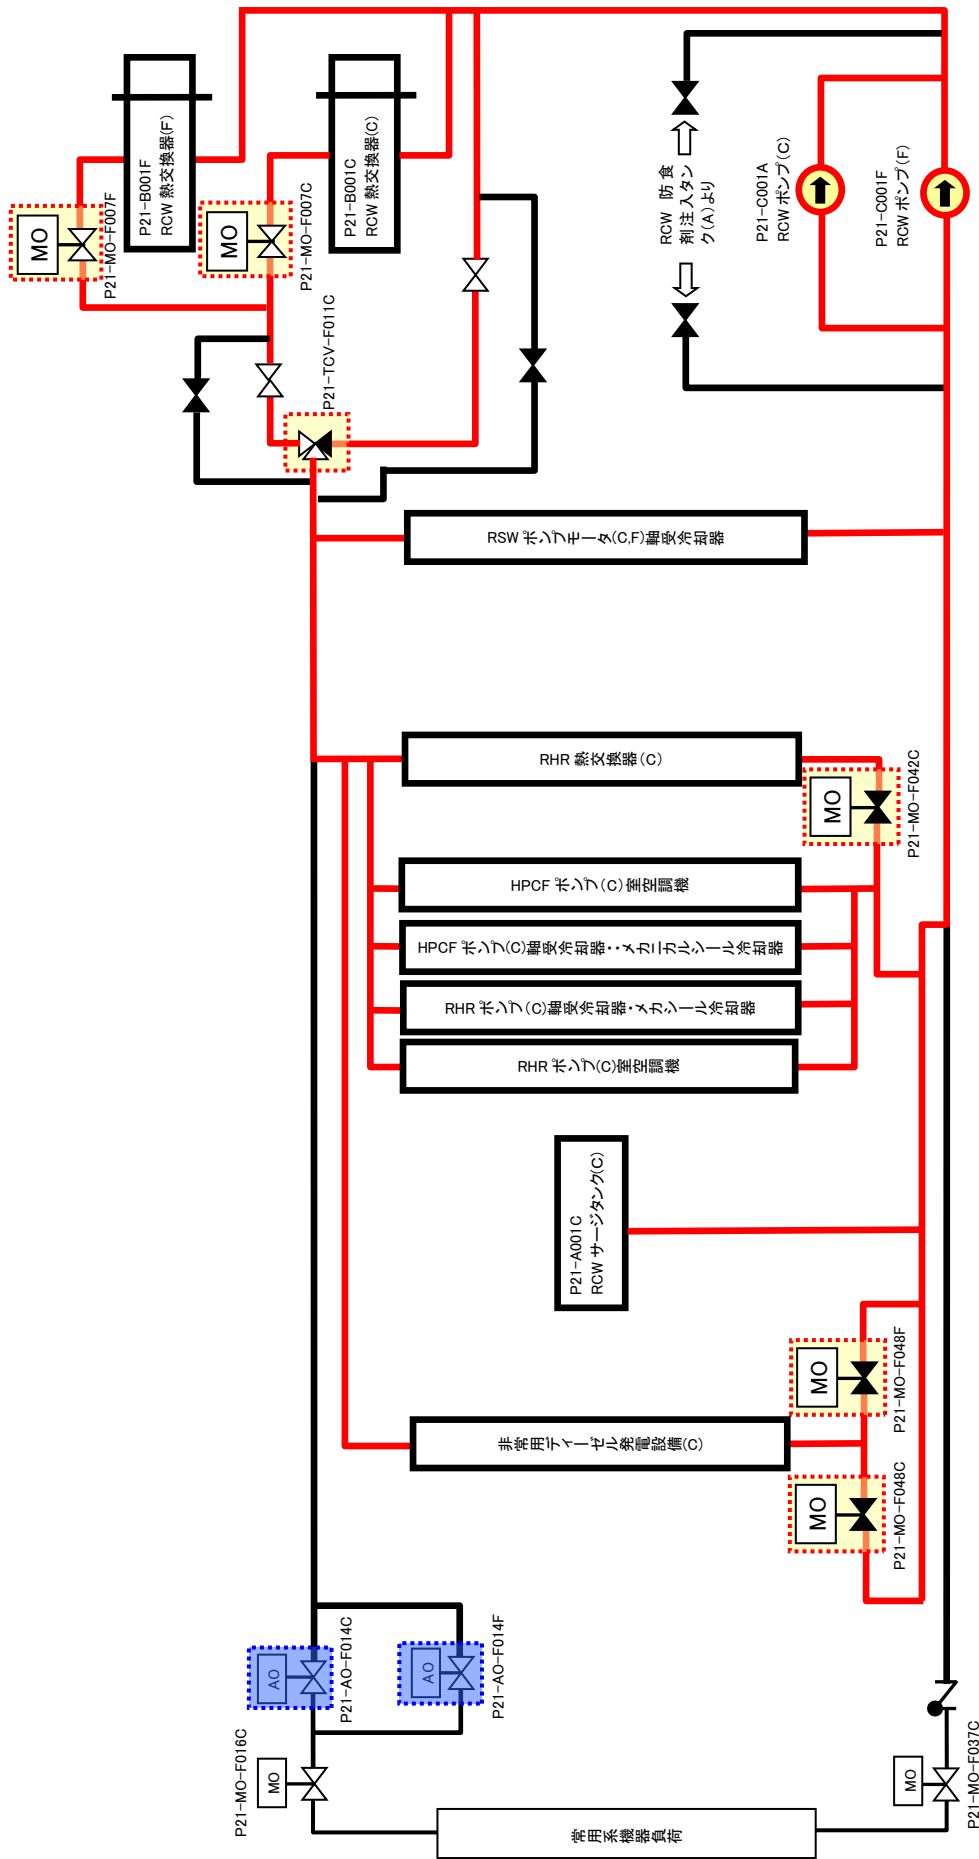 P21-MO-F016C
MO
AO
P21-AO-F014C
AO
P21-AO-F014F
常用系機器負荷
MO
P21-MO-F037C
非常用ディーゼル発電設備(C)
MO
P21-MO-F048C
MO
P21-MO-F048F
P21-A001C
RCW サージタンク(C)
RHR ポンプ(C)室空調機
RHR ポンプ(C)軸受冷却器・メカシール冷却器
HPCF ポンプ(C)軸受冷却器・・メカニカルシール冷却器
HPCF ポンプ(C)室空調機
RHR 熱交換器(C)
MO
P21-MO-F042C
RSW ポンプモータ(C,F)軸受冷却器
P21-TCV-F011C
MO
P21-MO-F007F
P21-B001F
RCW 熱交換器(F)
MO
P21-MO-F007C
P21-B001C
RCW 熱交換器(C)
RCW 防食
剤注入タン
ク(A)より
P21-C001A
RCW ポンプ(C)
P21-C001F
RCW ポンプ(F)